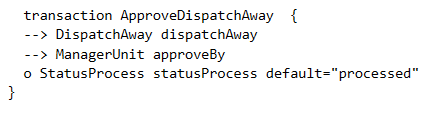 transaction ApproveDispatchAway {
--> DispatchAway dispatchAway
--> ManagerUnit approveBy
o StatusProcess statusProcess default="processed"
}